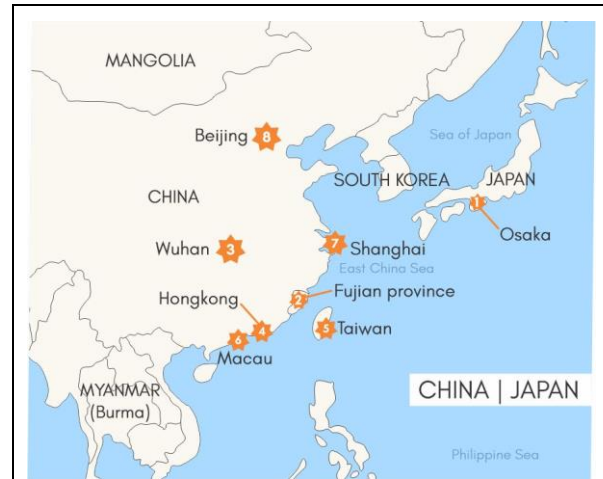 MANGOLIA
Beijing
8
Sea of Japan
SOUTH KOREA
JAPAN
CHINA
1
Osaka
Wuhan
3
7
Shanghai
East China Sea
Hongkong
2
Fujian province
4
5
Taiwan
6
Macau
MYANMAR
(Burma)
CHINA | JAPAN
Philippine Sea